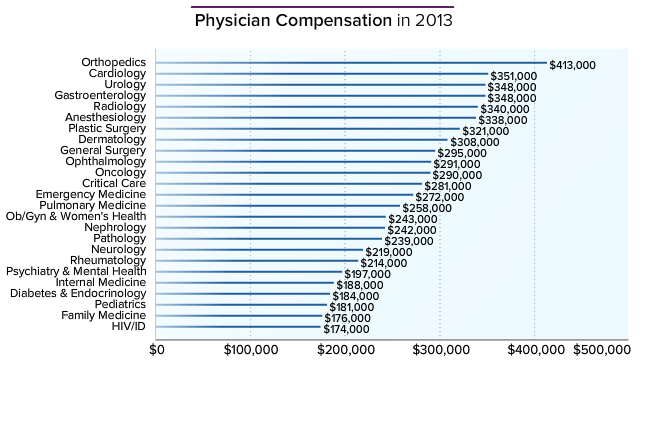 Physician Compensation in 2013
Orthopedics $413,000
Cardiology $351,000
Urology $348,000
Gastroenterology $348,000
Radiology $340,000
Anesthesiology $338,000
Plastic Surgery $321,000
Dermatology $308,000
General Surgery $295,000
Ophthalmology $291,000
Oncology $290,000
Critical Care $281,000
Emergency Medicine $272,000
Pulmonary Medicine $258,000
Ob/Gyn & Women's Health $243,000
Nephrology $242,000
Pathology $239,000
Neurology $219,000
Rheumatology $214,000
Psychiatry & Mental Health $197,000
Internal Medicine $188,000
Diabetes & Endocrinology $184,000
Pediatrics $181,000
Family Medicine $176,000
HIV/ID $174,000
$0 $100,000 $200,000 $300,000 $400,000 $500,000